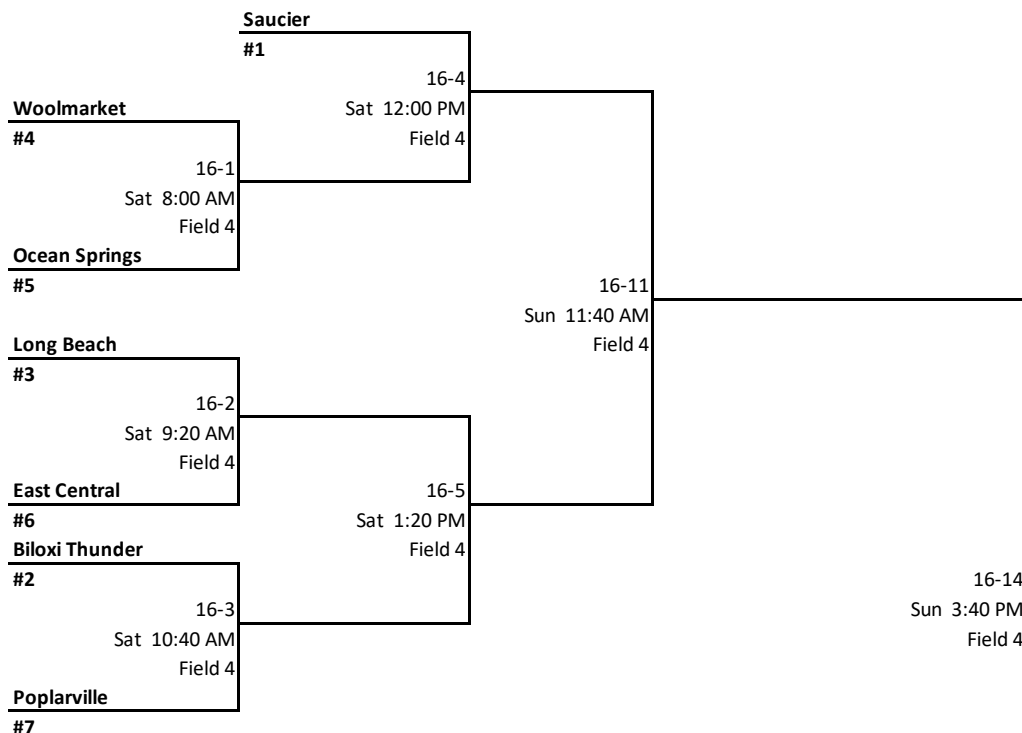 Saucier
#1
16-4
Sat 12:00 PM
Field 4
Woolmarket
#4
16-1
Sat 8:00 AM
Field 4
Ocean Springs
#5
16-11
Sun 11:40 AM
Field 4
Long Beach
#3
16-2
Sat 9:20 AM
Field 4
East Central
#6
16-5
Sat 1:20 PM
Field 4
Biloxi Thunder
#2
16-3
Sat 10:40 AM
Field 4
Poplarville
#7
16-14
Sun 3:40 PM
Field 4